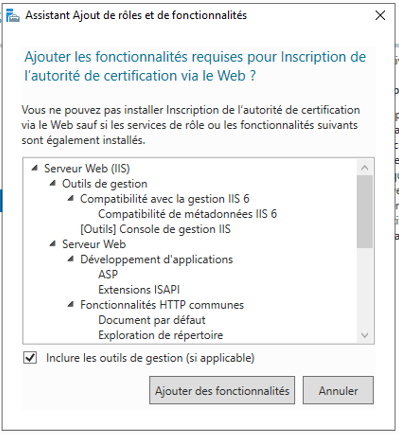 Assistant Ajout de rôles et de fonctionnalités
Ajouter les fonctionnalités requises pour Inscription de
l'autorité de certification via le Web ?
Vous ne pouvez pas installer Inscription de l'autorité de certification
via le Web sauf si les services de rôle ou les fonctionnalités suivants
sont également installés.
Serveur Web (IIS)
Outils de gestion
Compatibilité avec la gestion IIS 6
Compatibilité de métadonnées IIS 6
[Outils] Console de gestion IIS
Serveur Web
Développement d'applications
ASP
Extensions ISAPI
Fonctionnalités HTTP communes
Document par défaut
Exploration de répertoire
Inclure les outils de gestion (si applicable)
Ajouter des fonctionnalités
Annuler